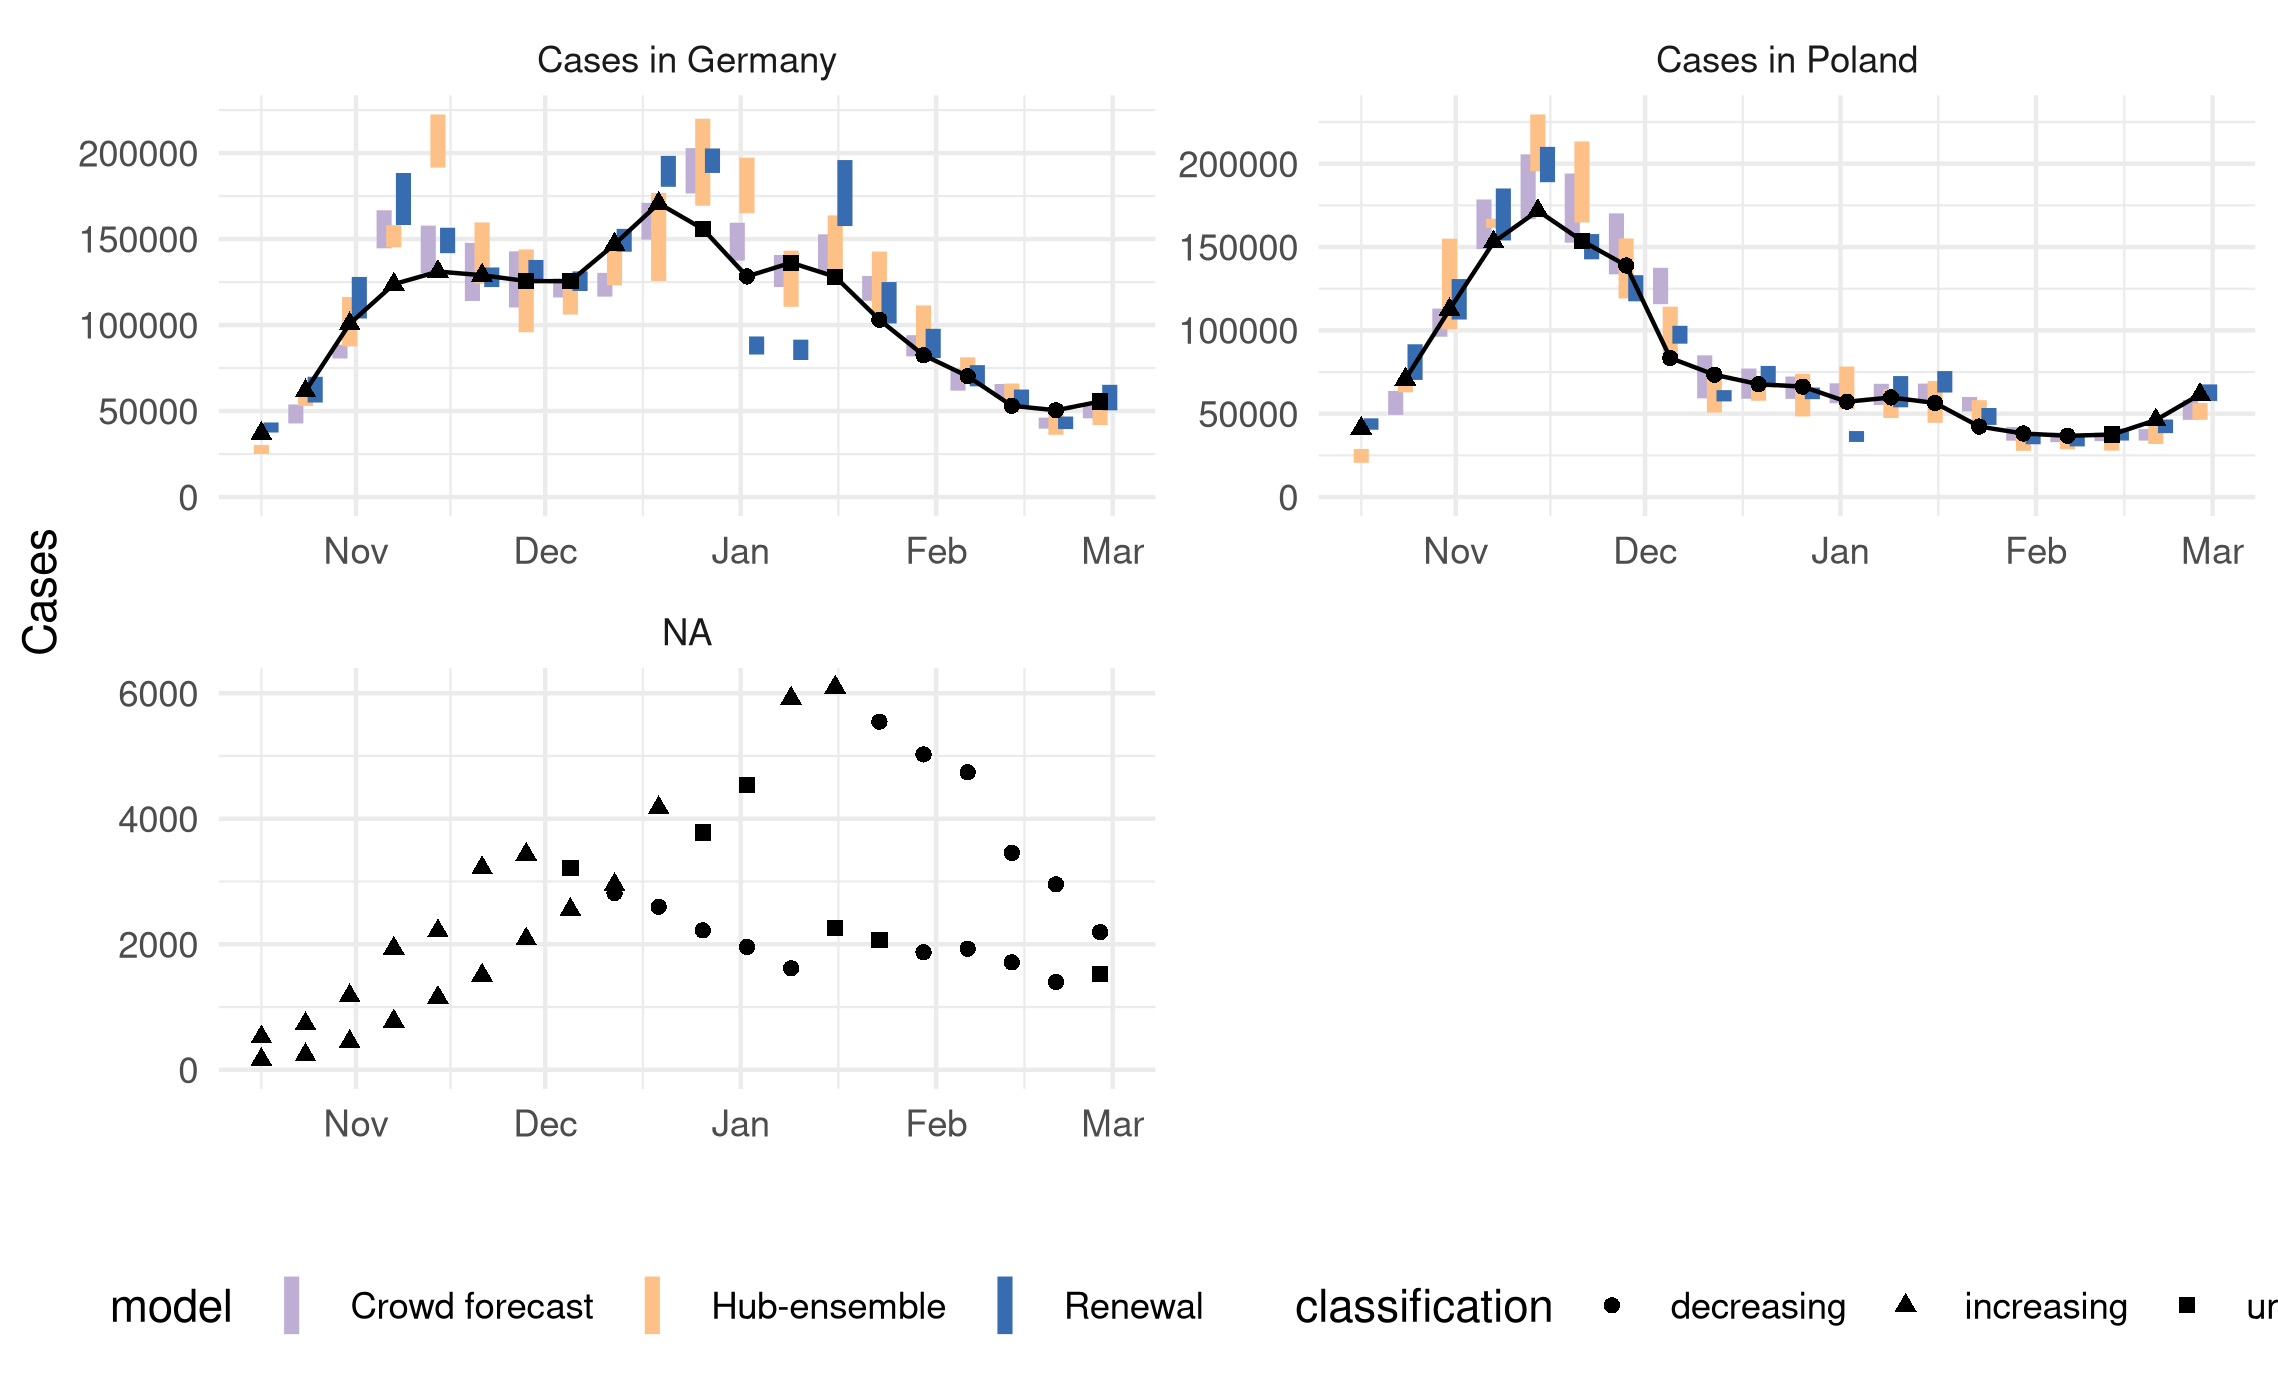 Cases in Germany
Cases in Poland
200000
150000
100000
50000
0
Nov Dec Jan Feb Mar
200000
150000
100000
50000
0
Nov Dec Jan Feb Mar
Cases
NA
6000
4000
2000
0
Nov Dec Jan Feb Mar
model Crowd forecast Hub-ensemble Renewal classification decreasing increasing